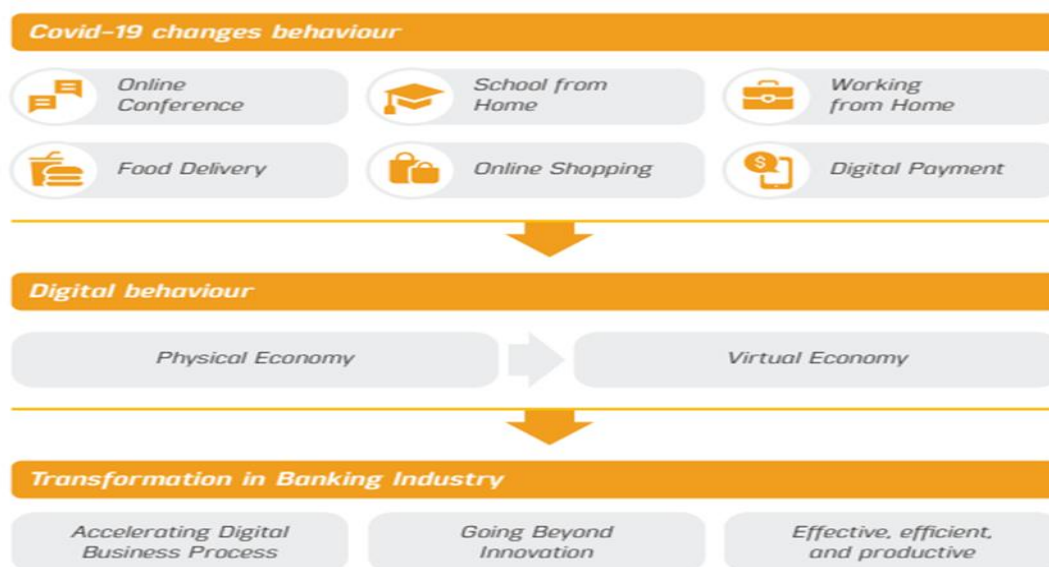 Covid-19 changes behaviour
Online
Conference
School from
Home
Working
from Home
Food Delivery
Online Shopping
$
Digital Payment
Digital behaviour
Physical Economy
Virtual Economy
Transformation in Banking Industry
Accelerating Digital
Business Process
Going Beyond
Innovation
Effective, efficient,
and productive